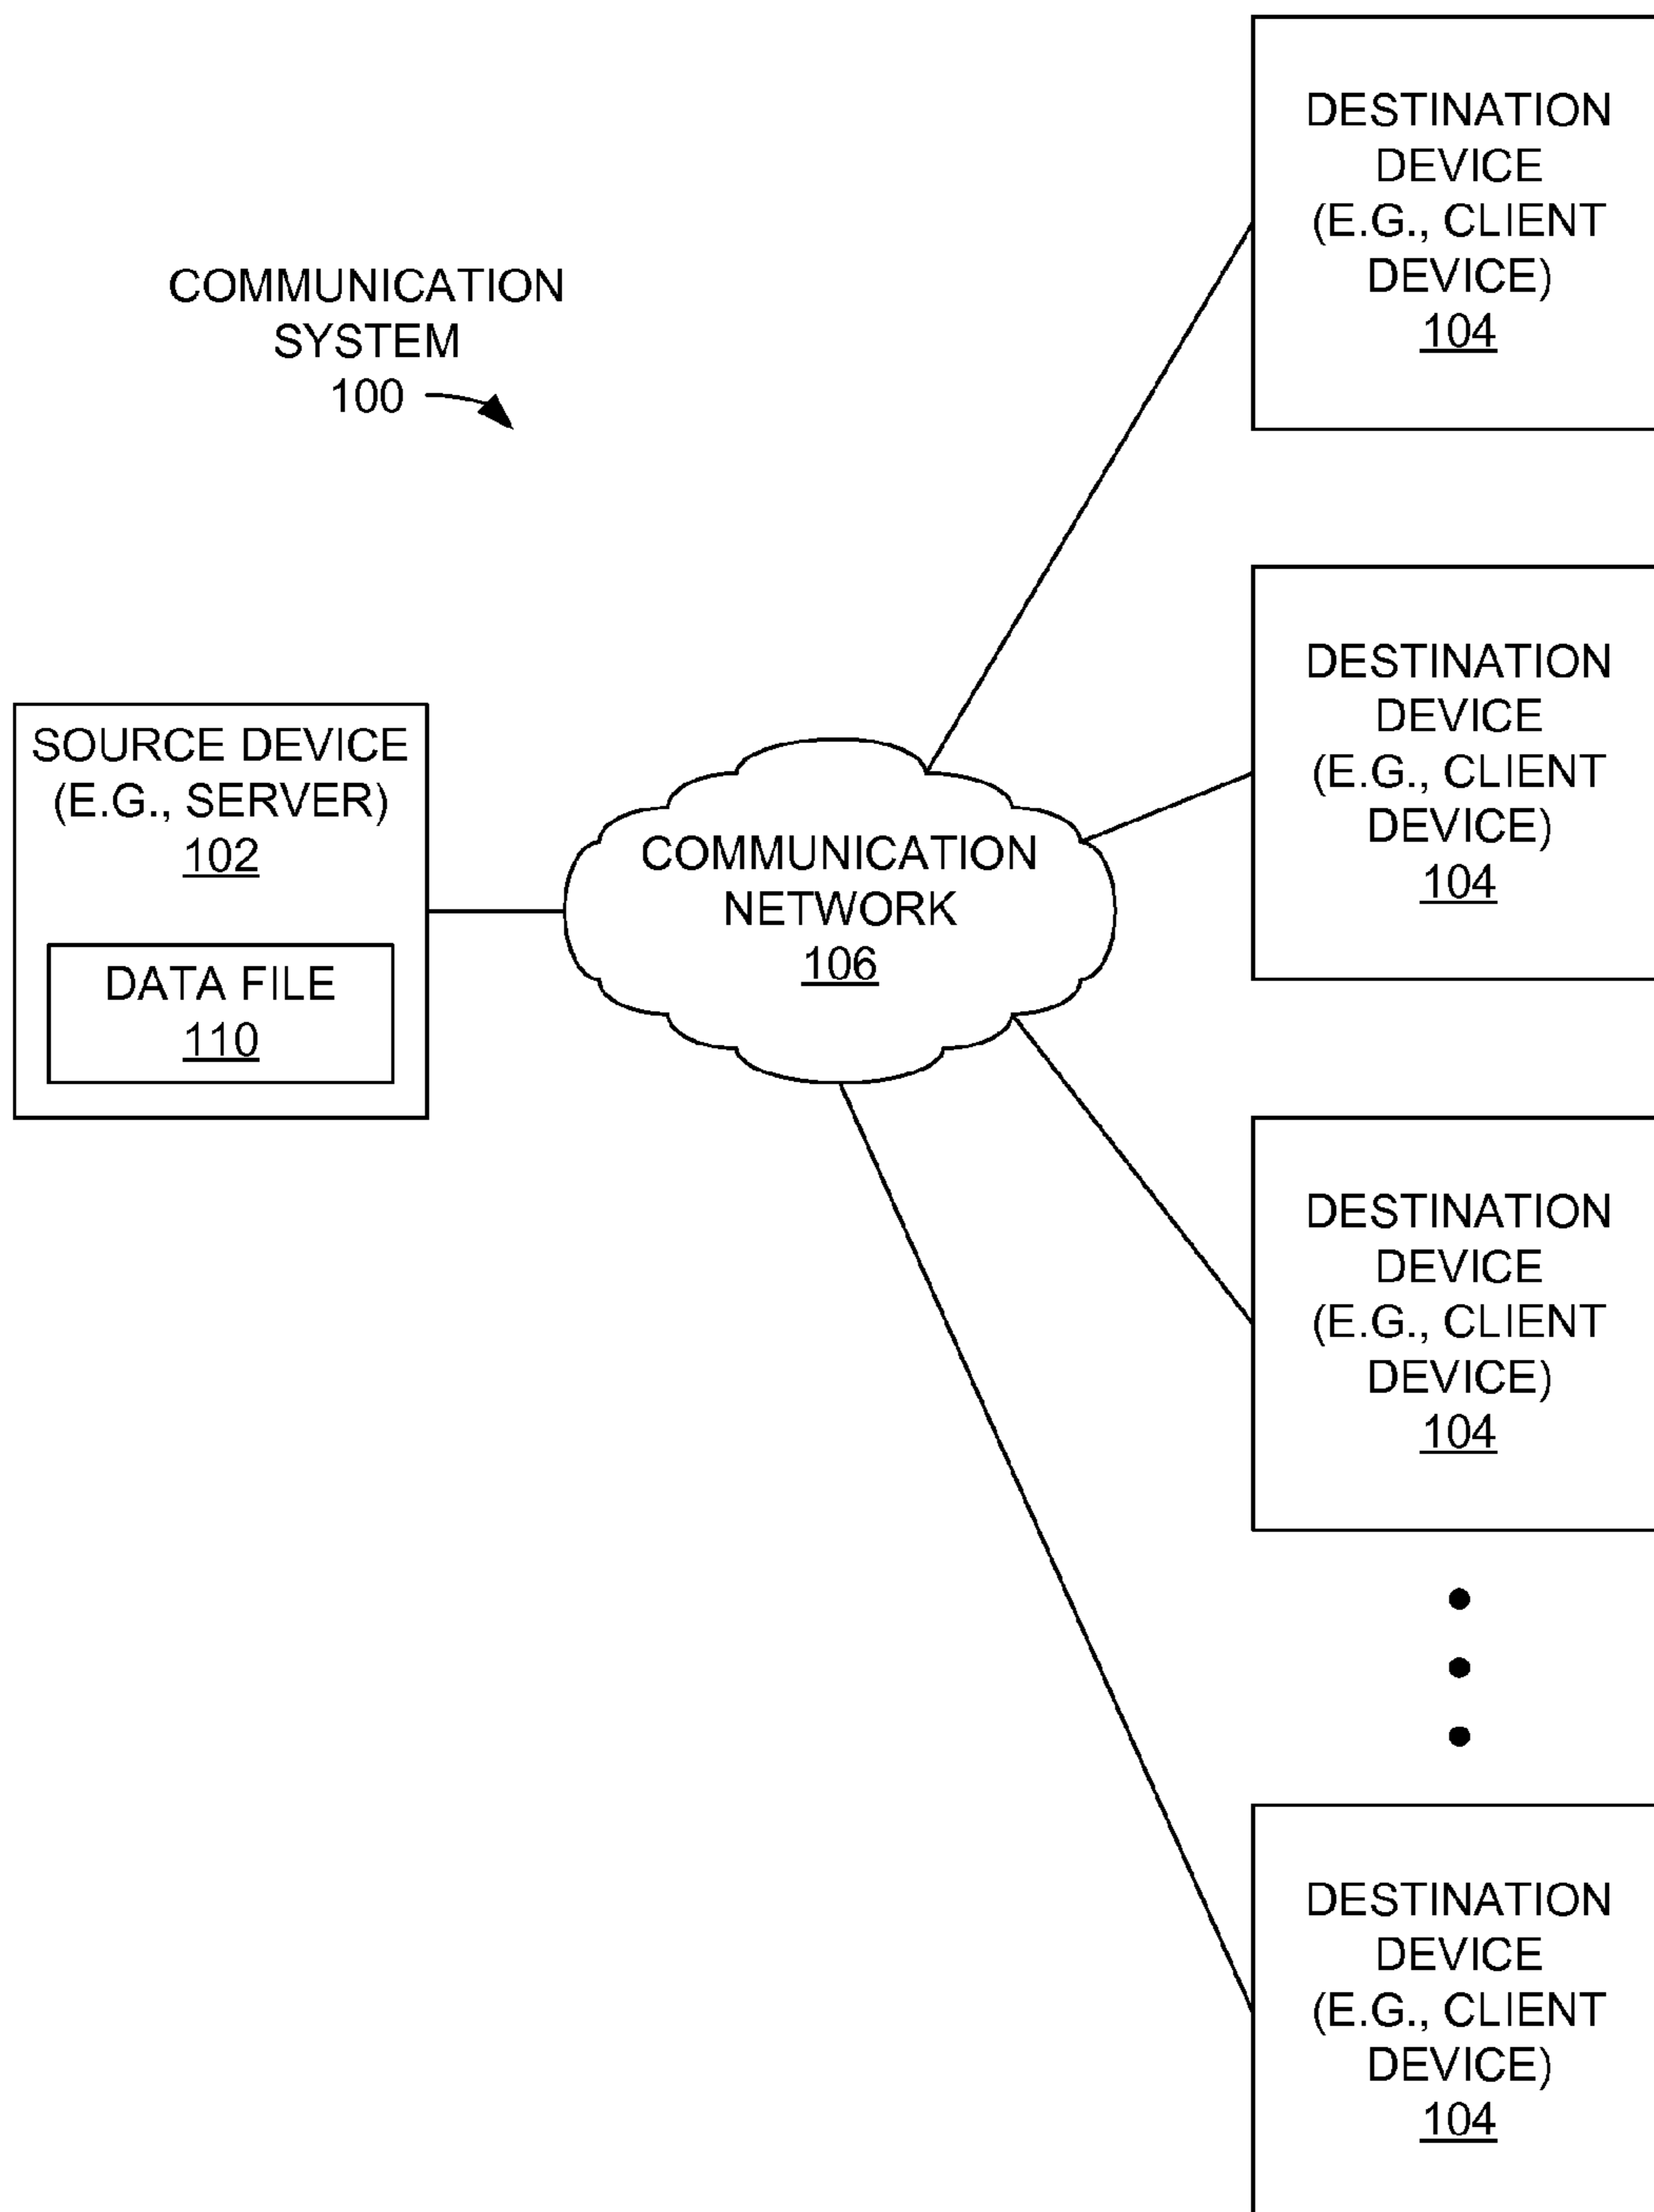 COMMUNICATION
SYSTEM
100
SOURCE DEVICE
(E.G., SERVER)
102
DATA FILE
110
COMMUNICATION
NETWORK
106
DESTINATION
DEVICE
(E.G., CLIENT
DEVICE)
104
DESTINATION
DEVICE
(E.G., CLIENT
DEVICE)
104
DESTINATION
DEVICE
(E.G., CLIENT
DEVICE)
104
DESTINATION
DEVICE
(E.G., CLIENT
DEVICE)
104